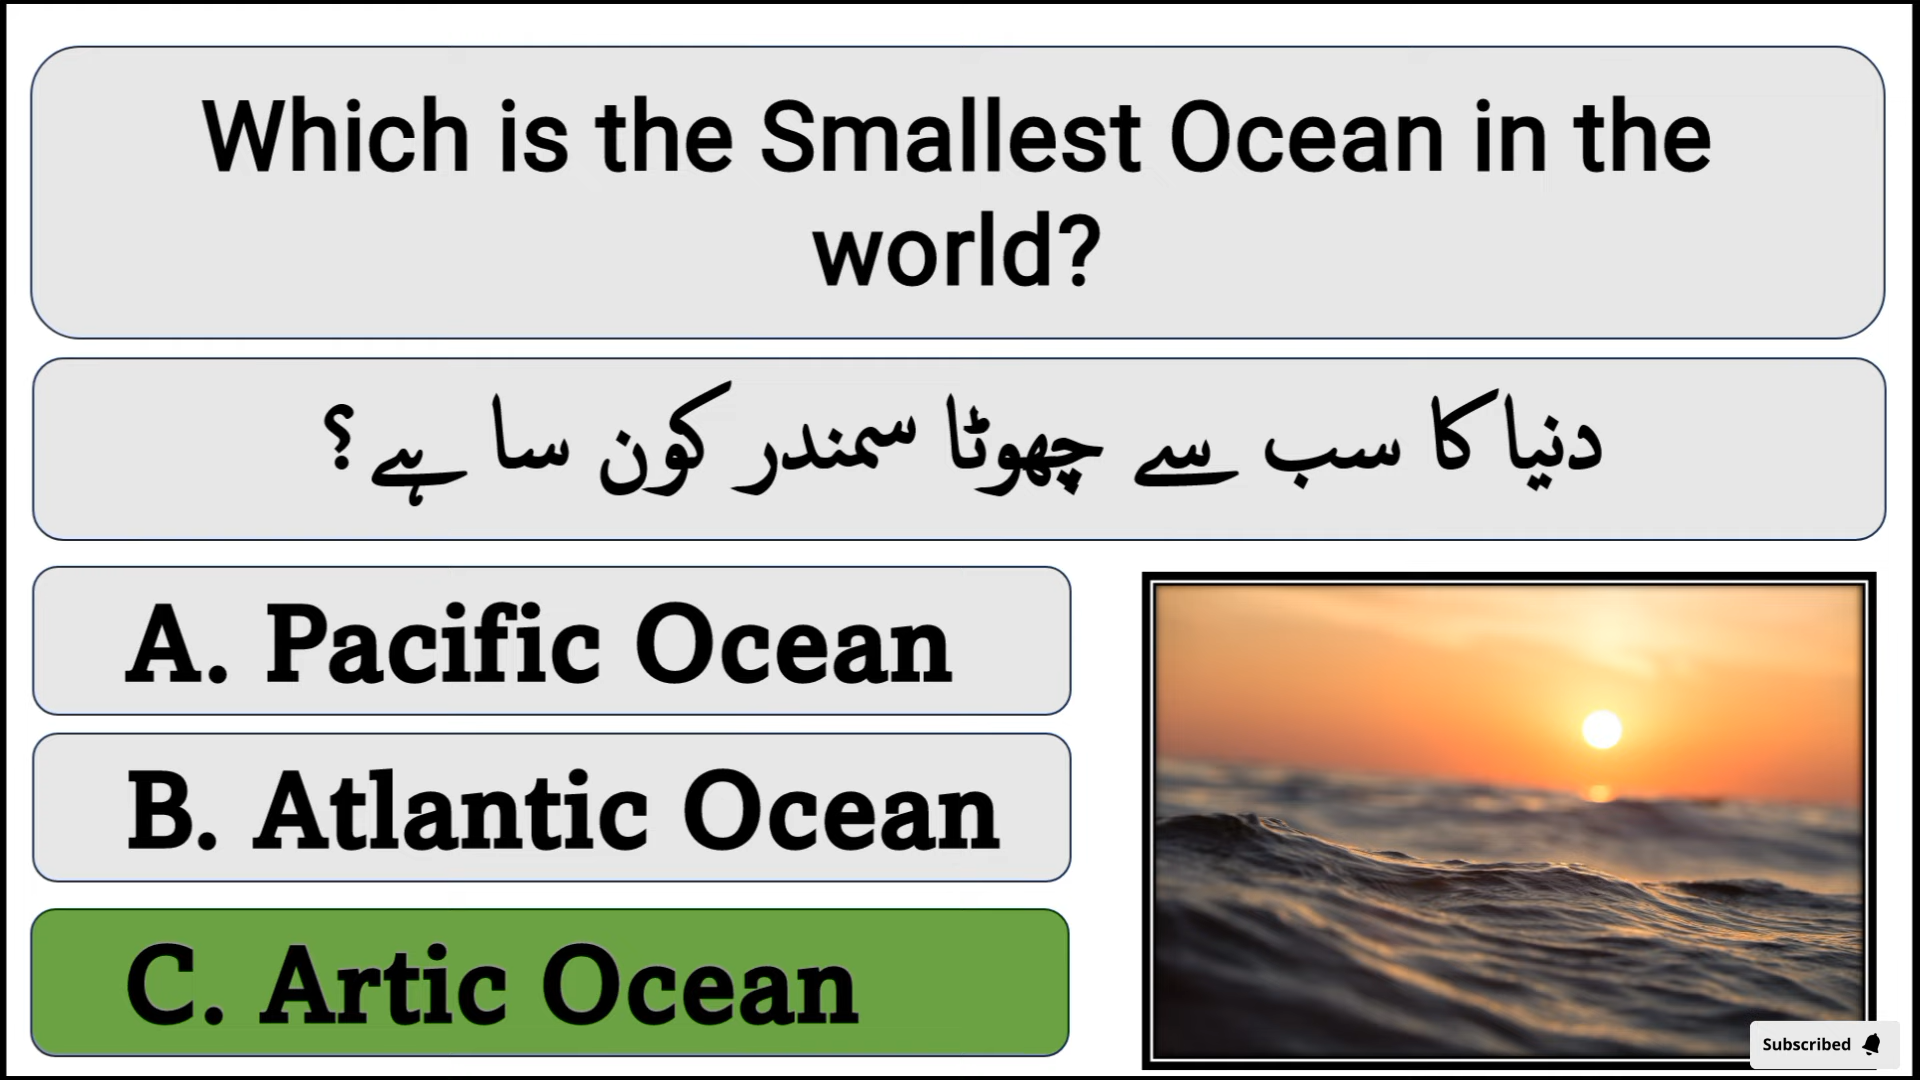 Which is the Smallest Ocean in the
world?
دنیا کا سب سے چھوٹا سمندر کون سا ہے؟
A. Pacific Ocean
B. Atlantic Ocean
C. Artic Ocean
Subscribed